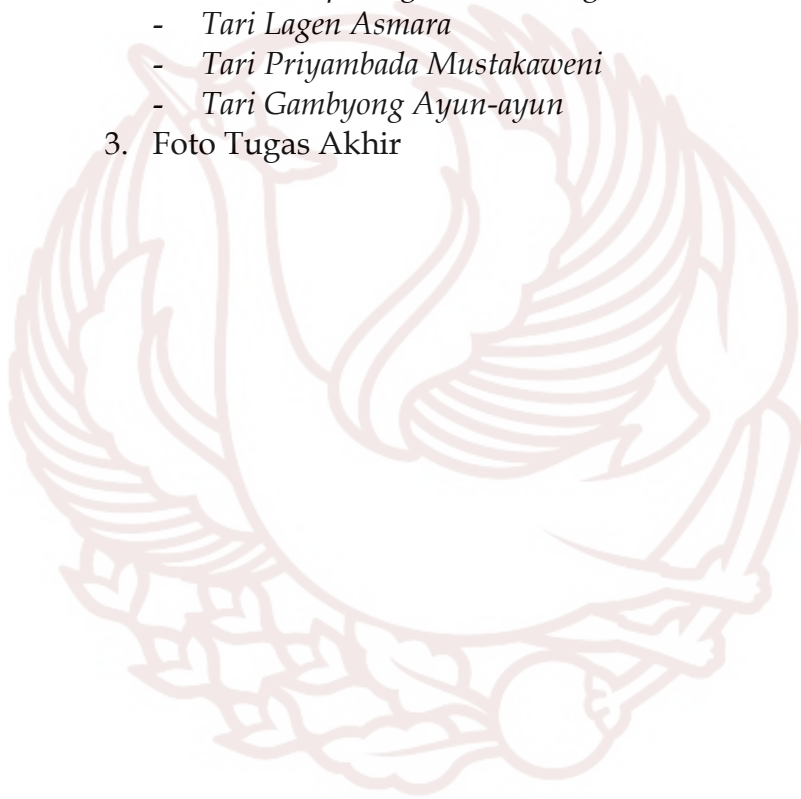 - Tari Lagen Asmara
- Tari Priyambada Mustakaweni
- Tari Gambyong Ayun-ayun
3. Foto Tugas Akhir